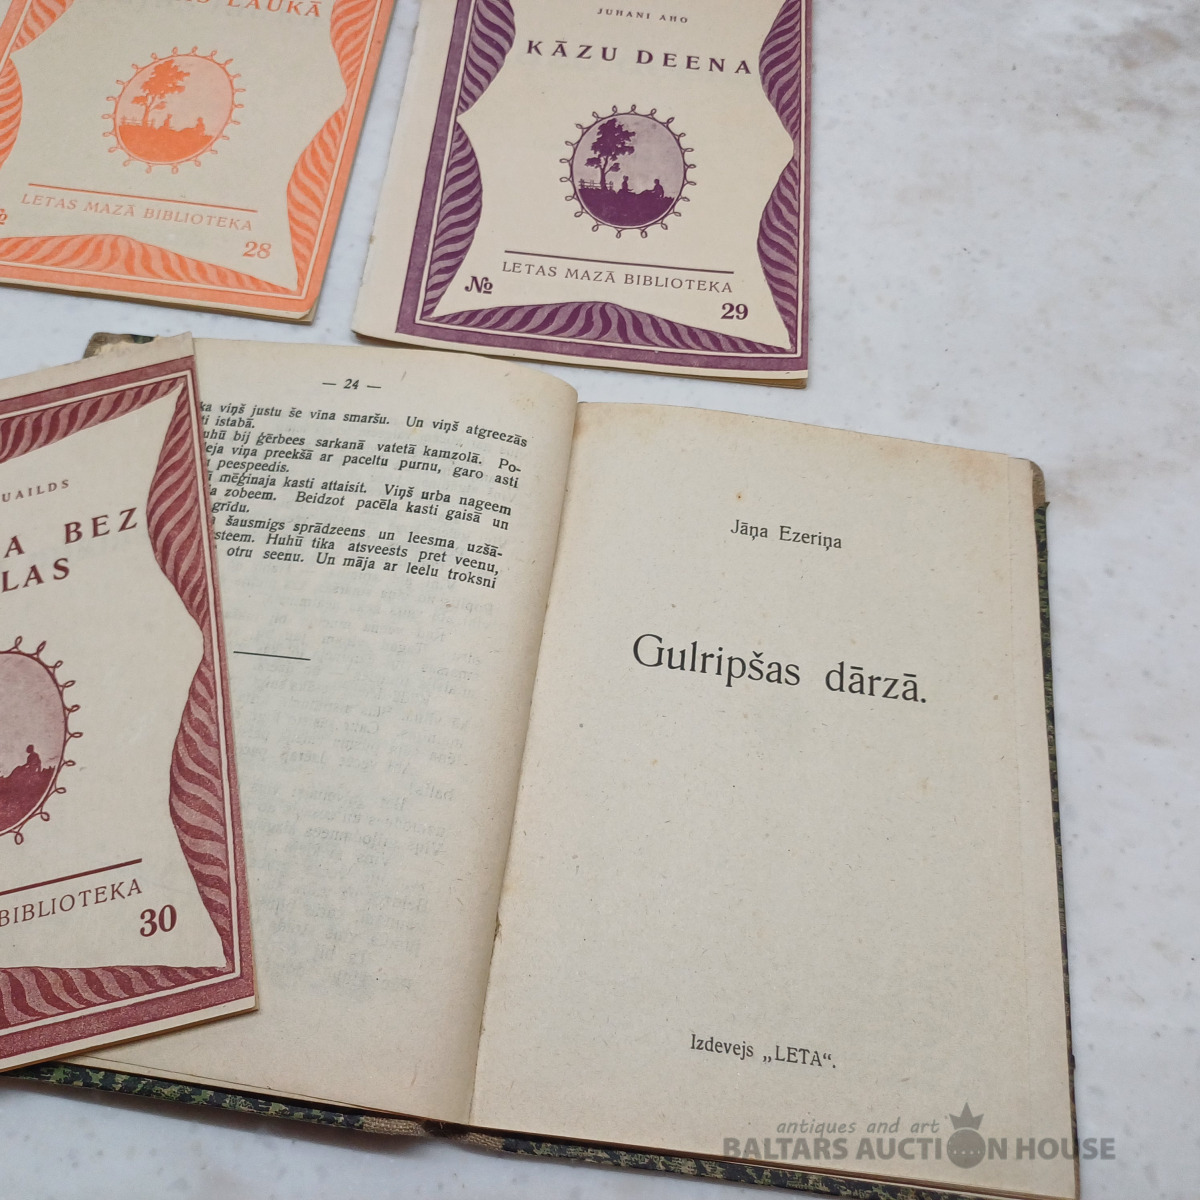 LAUKĀ
LETAS MAZĀ BIBLIOTEKA
№
28
JUHANI AHO
KĀZU DEENA
LETAS MAZĀ BIBLIOTEKA
№
29
UAILDS
A BEZ
LAS
BIBLIOTEKA
30
— 24 —
viņš justu še vīna smaršu. Un viņš atgreezās
istabā.
bij ģērbees sarkanā vatetā kamzolā. Po-
viņa preekšā ar paceltu purnu, garo asti
peespeedis.
mēģinaja kasti attaisit. Viņš urba nageem
zobeem. Beidzot pacēla kasti gaisā un
grīdu.
šausmigs sprādzeens un leesma uzšā-
Huhū tika atsveests pret veenu,
otru seenu. Un māja ar leelu troksni
Jāņa Ezeriņa
Gulripšas dārzā.
Izdevejs „LETA“.
antiques and art
BALTARS AUCTION HOUSE